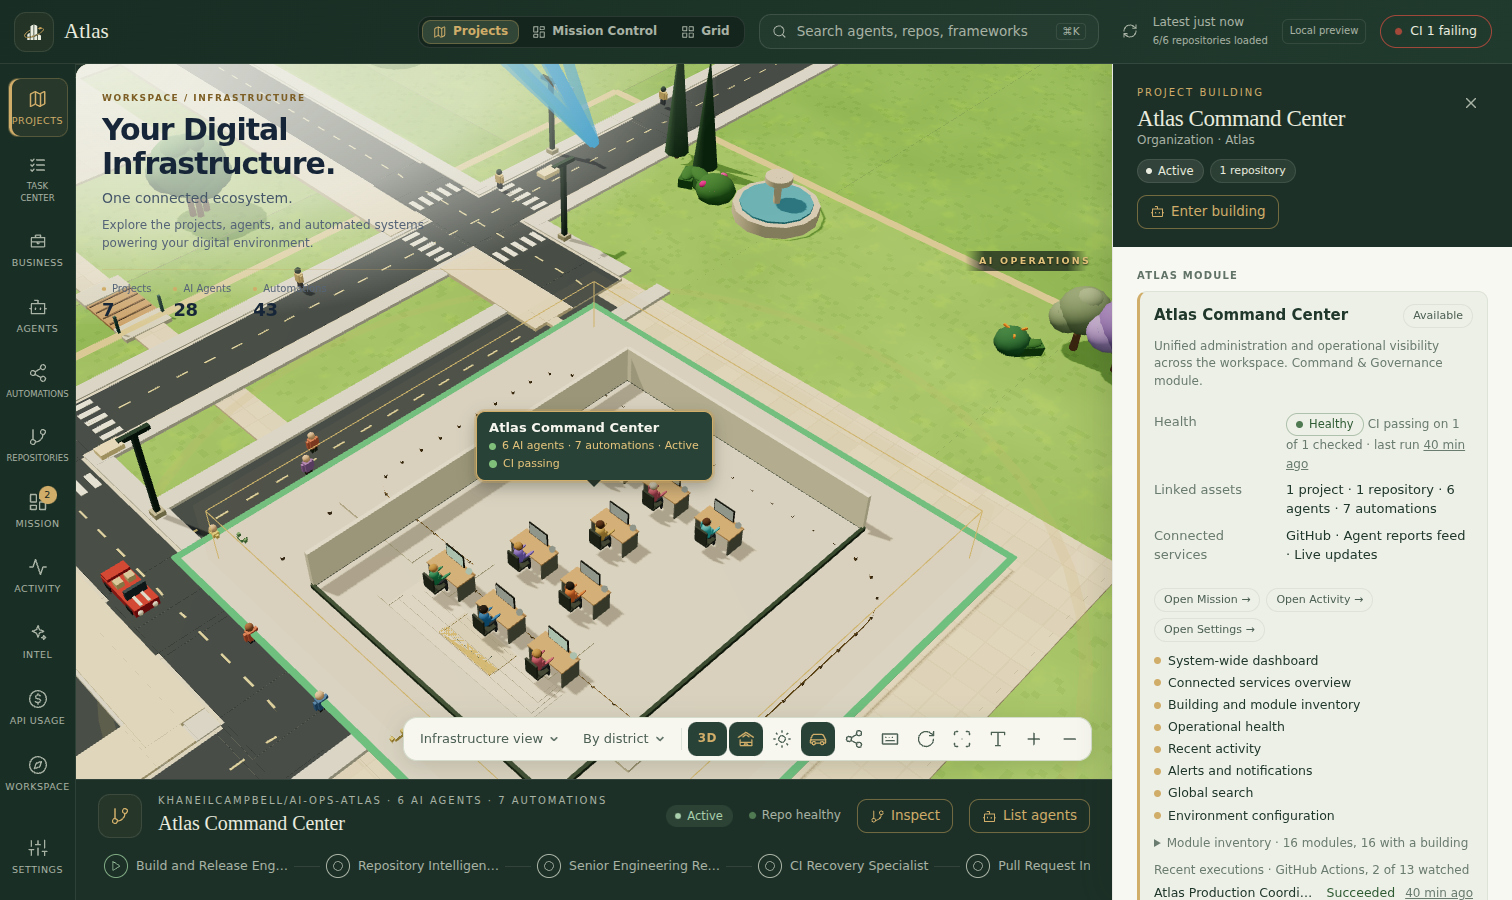 Atlas
Projects
Mission Control
Grid
Search agents, repos, frameworks
⌘K
Latest just now
6/6 repositories loaded
Local preview
CI 1 failing
PROJECTS
TASK
CENTER
BUSINESS
AGENTS
AUTOMATIONS
REPOSITORIES
2
MISSION
ACTIVITY
INTEL
API USAGE
WORKSPACE
SETTINGS
WORKSPACE / INFRASTRUCTURE
Your Digital
Infrastructure.
One connected ecosystem.
Explore the projects, agents, and automated systems
powering your digital environment.
Projects
7
AI Agents
28
43
AI OPERATIONS
Atlas Command Center
6 AI agents · 7 automations · Active
CI passing
Infrastructure view
By district
3D
KHANEILCAMPBELL/AI-OPS-ATLAS · 6 AI AGENTS · 7 AUTOMATIONS
Atlas Command Center
Active
Repo healthy
Inspect
List agents
Build and Release Eng…
Repository Intelligen…
Senior Engineering Re…
CI Recovery Specialist
Pull Request In
PROJECT BUILDING
Atlas Command Center
Organization · Atlas
Active
1 repository
Enter building
ATLAS MODULE
Atlas Command Center
Available
Unified administration and operational visibility
across the workspace. Command & Governance
module.
Health
Healthy CI passing on 1
of 1 checked · last run 40 min
ago
Linked assets
1 project · 1 repository · 6
agents · 7 automations
Connected
services
GitHub · Agent reports feed
· Live updates
Open Mission →
Open Activity →
Open Settings →
System-wide dashboard
Connected services overview
Building and module inventory
Operational health
Recent activity
Alerts and notifications
Global search
Environment configuration
Module inventory · 16 modules, 16 with a building
Recent executions · GitHub Actions, 2 of 13 watched
Atlas Production Coordi… Succeeded 40 min ago